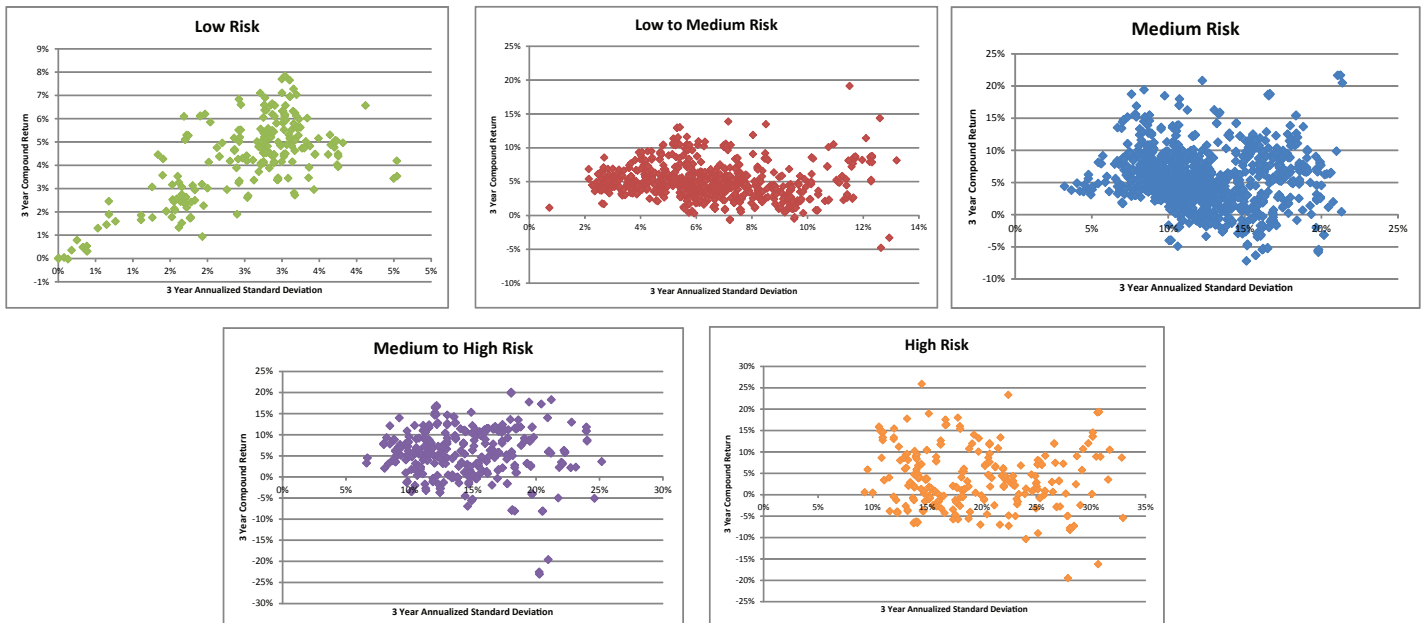 Low Risk
9%
8%
7%
6%
5%
4%
3%
2%
1%
0%
-1%
0% 1% 1% 2% 2% 3% 3% 4% 4% 5% 5%
3 Year Compound Return
3 Year Annualized Standard Deviation
Low to Medium Risk
25%
20%
15%
10%
5%
0%
-5%
-10%
0% 2% 4% 6% 8% 10% 12% 14%
3 Year Compound Return
3 Year Annualized Standard Deviation
Medium Risk
25%
20%
15%
10%
5%
0%
-5%
-10%
0% 5% 10% 15% 20% 25%
3 Year Compound Return
3 Year Annualized Standard Deviation
Medium to High Risk
25%
20%
15%
10%
5%
0%
-5%
-10%
-15%
-20%
-25%
-30%
0% 5% 10% 15% 20% 25% 30%
3 Year Compound Return
3 Year Annualized Standard Deviation
High Risk
30%
25%
20%
15%
10%
5%
0%
-5%
-10%
-15%
-20%
-25%
0% 5% 10% 15% 20% 25% 30% 35%
3 Year Compound Return
3 Year Annualized Standard Deviation